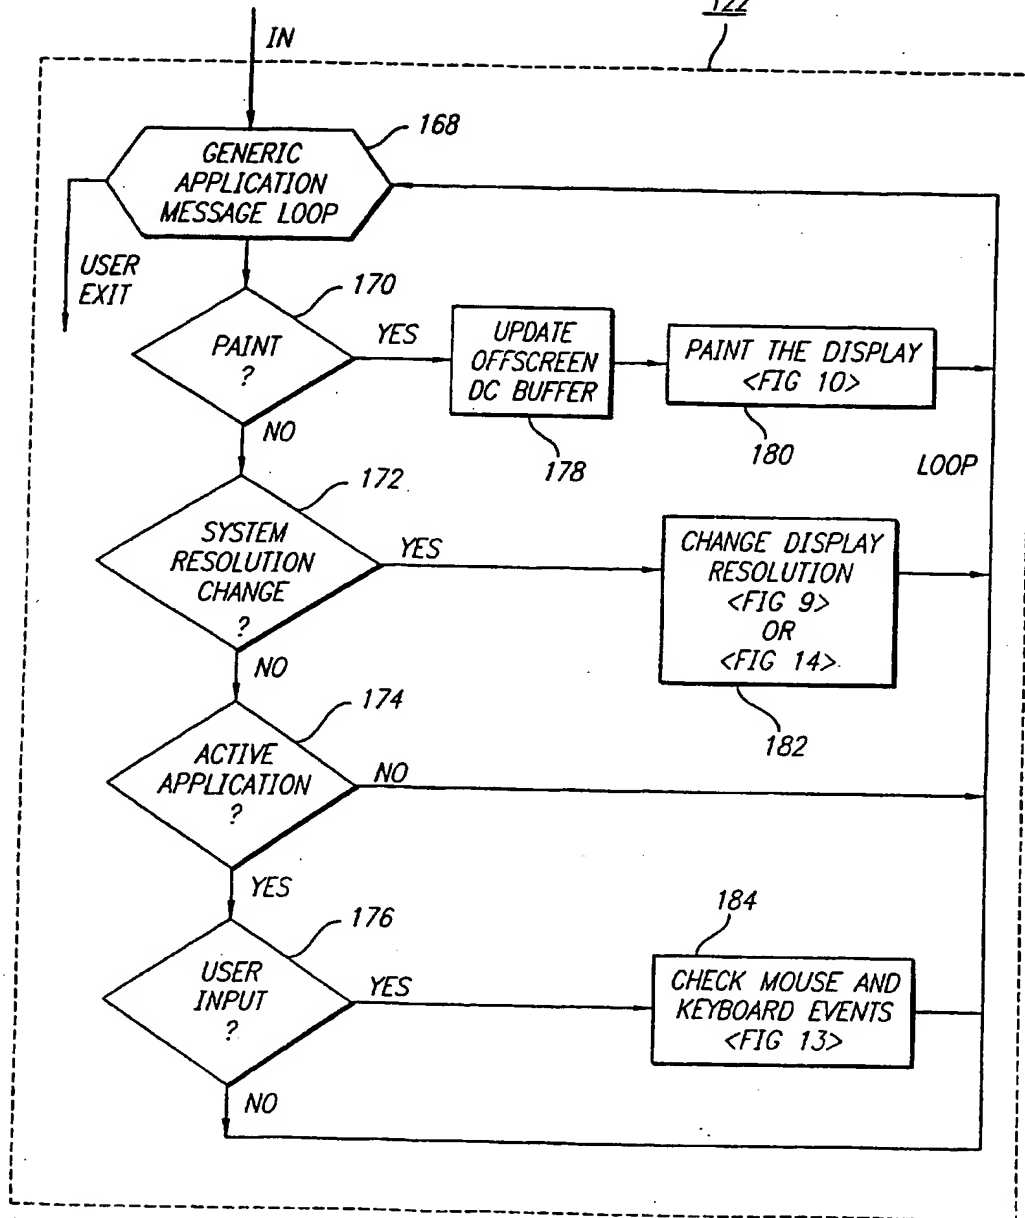 122
IN
168
GENERIC
APPLICATION
MESSAGE LOOP
USER
EXIT
170
PAINT
?
YES
UPDATE
OFFSCREEN
DC BUFFER
178
PAINT THE DISPLAY
<FIG 10>
180
NO
LOOP
172
SYSTEM
RESOLUTION
CHANGE
?
YES
CHANGE DISPLAY
RESOLUTION
<FIG 9>
OR
<FIG 14>
182
NO
174
ACTIVE
APPLICATION
?
NO
YES
176
USER
INPUT
?
YES
184
CHECK MOUSE AND
KEYBOARD EVENTS
<FIG 13>
NO